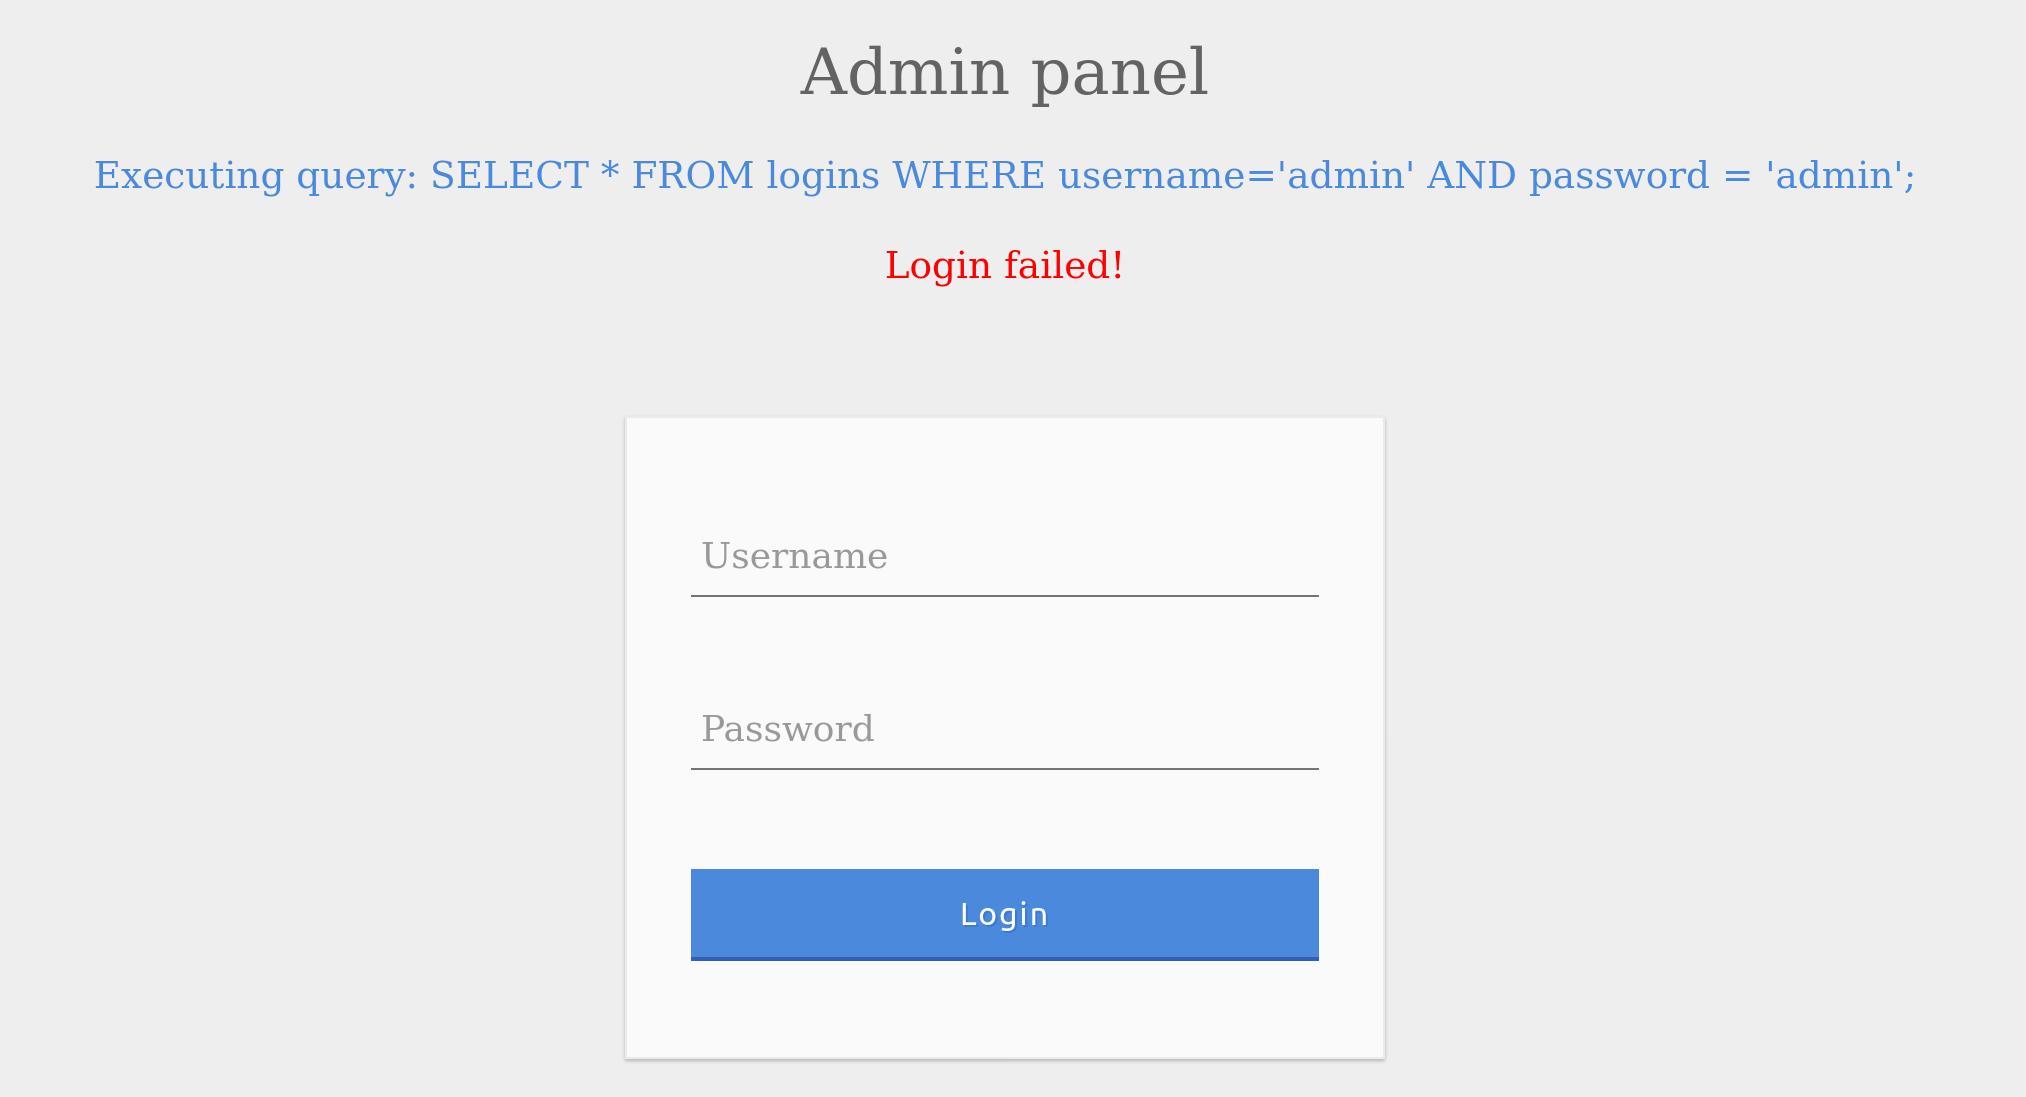 Admin panel
Executing query: SELECT * FROM logins WHERE username='admin' AND password = 'admin';
Login failed!
Username
Password
Login